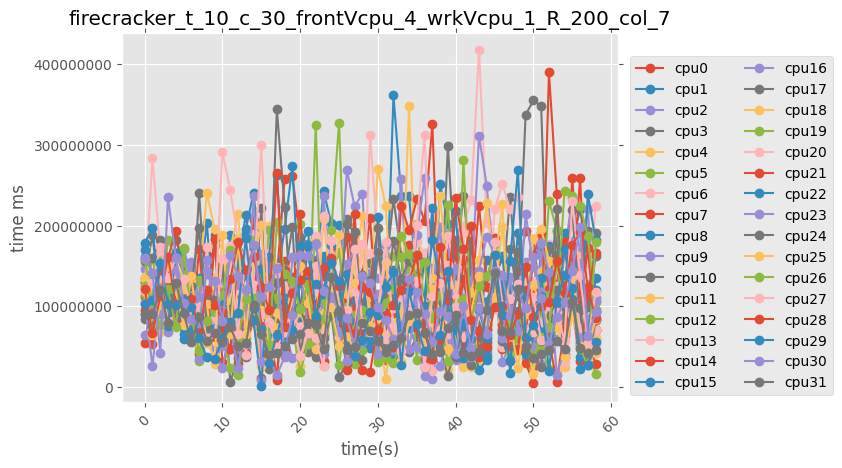 firecracker_t_10_c_30_frontVcpu_4_wrkVcpu_1_R_200_col_7
time ms
400000000
300000000
200000000
100000000
0
0
10
20
30
40
50
60
time(s)
cpu0
cpu1
cpu2
cpu3
cpu4
cpu5
cpu6
cpu7
cpu8
cpu9
cpu10
cpu11
cpu12
cpu13
cpu14
cpu15
cpu16
cpu17
cpu18
cpu19
cpu20
cpu21
cpu22
cpu23
cpu24
cpu25
cpu26
cpu27
cpu28
cpu29
cpu30
cpu31